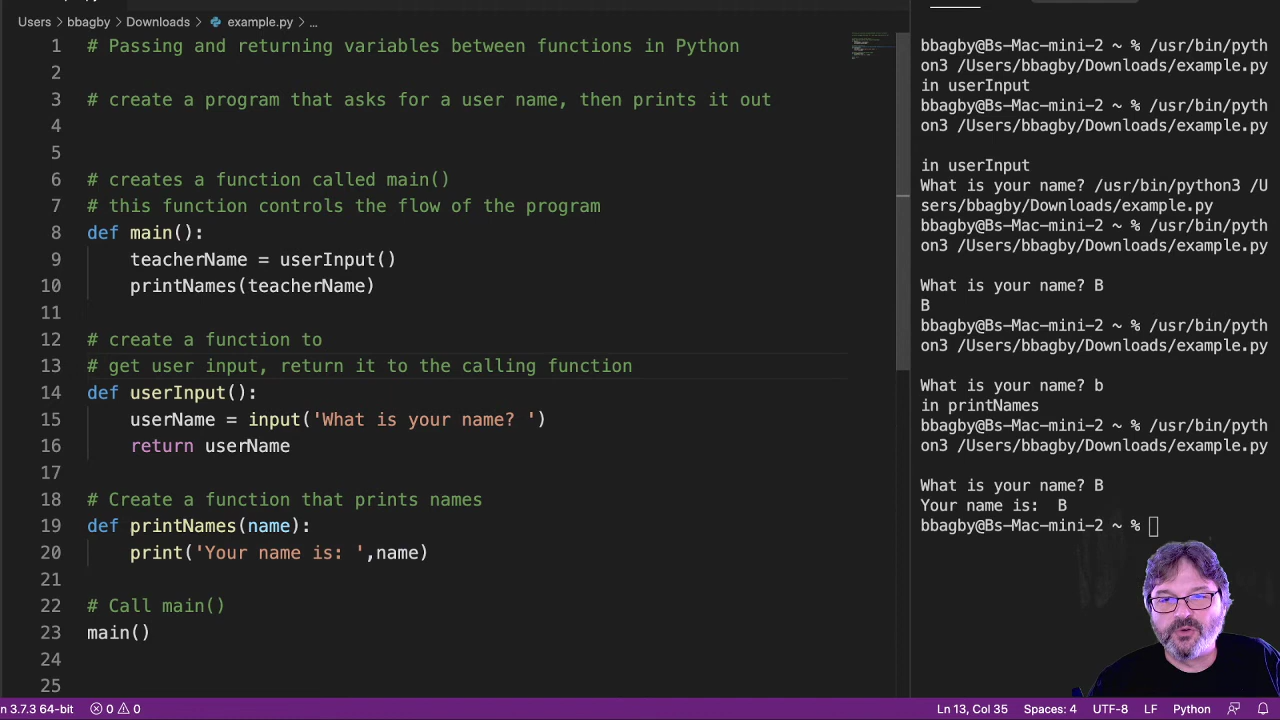 Users > bbagby > Downloads > example.py > ...
1 # Passing and returning variables between functions in Python
2
3 # create a program that asks for a user name, then prints it out
4
5
6 # creates a function called main()
7 # this function controls the flow of the program
8 def main():
9 teacherName = userInput()
10 printNames(teacherName)
11
12 # create a function to
13 # get user input, return it to the calling function
14 def userInput():
15 userName = input('What is your name? ')
16 return userName
17
18 # Create a function that prints names
19 def printNames(name):
20 print('Your name is: ',name)
21
22 # Call main()
23 main()
24
25
bbagby@Bs-Mac-mini-2 ~ % /usr/bin/pyth
on3 /Users/bbagby/Downloads/example.py
in userInput
bbagby@Bs-Mac-mini-2 ~ % /usr/bin/pyth
on3 /Users/bbagby/Downloads/example.py
in userInput
What is your name? /usr/bin/python3 /U
sers/bbagby/Downloads/example.py
bbagby@Bs-Mac-mini-2 ~ % /usr/bin/pyth
on3 /Users/bbagby/Downloads/example.py
What is your name? B
B
bbagby@Bs-Mac-mini-2 ~ % /usr/bin/pyth
on3 /Users/bbagby/Downloads/example.py
What is your name? b
in printNames
bbagby@Bs-Mac-mini-2 ~ % /usr/bin/pyth
on3 /Users/bbagby/Downloads/example.py
What is your name? B
Your name is:  B
bbagby@Bs-Mac-mini-2 ~ %
n 3.7.3 64-bit 0 0 Ln 13, Col 35 Spaces: 4 UTF-8 LF Python